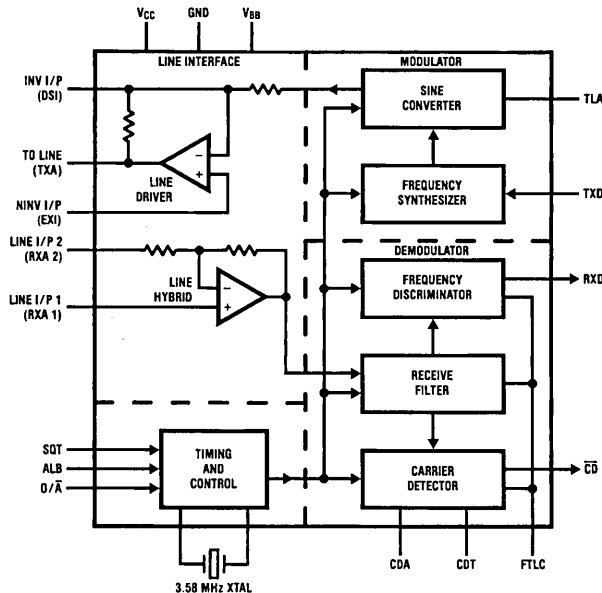 VCC GND VBB
LINE INTERFACE
MODULATOR
INV I/P
(DSI)
SINE
CONVERTER
TLA
TO LINE
(TXA)
−
+
LINE
DRIVER
FREQUENCY
SYNTHESIZER
TXD
NINV I/P
(EXI)
LINE I/P 2
(RXA 2)
DEMODULATOR
LINE
HYBRID
−
+
FREQUENCY
DISCRIMINATOR
RXD
LINE I/P 1
(RXA 1)
RECEIVE
FILTER
SQT
ALB
O/A̅
TIMING
AND
CONTROL
CARRIER
DETECTOR
C̅D̅
CDA CDT FTLC
3.58 MHz XTAL